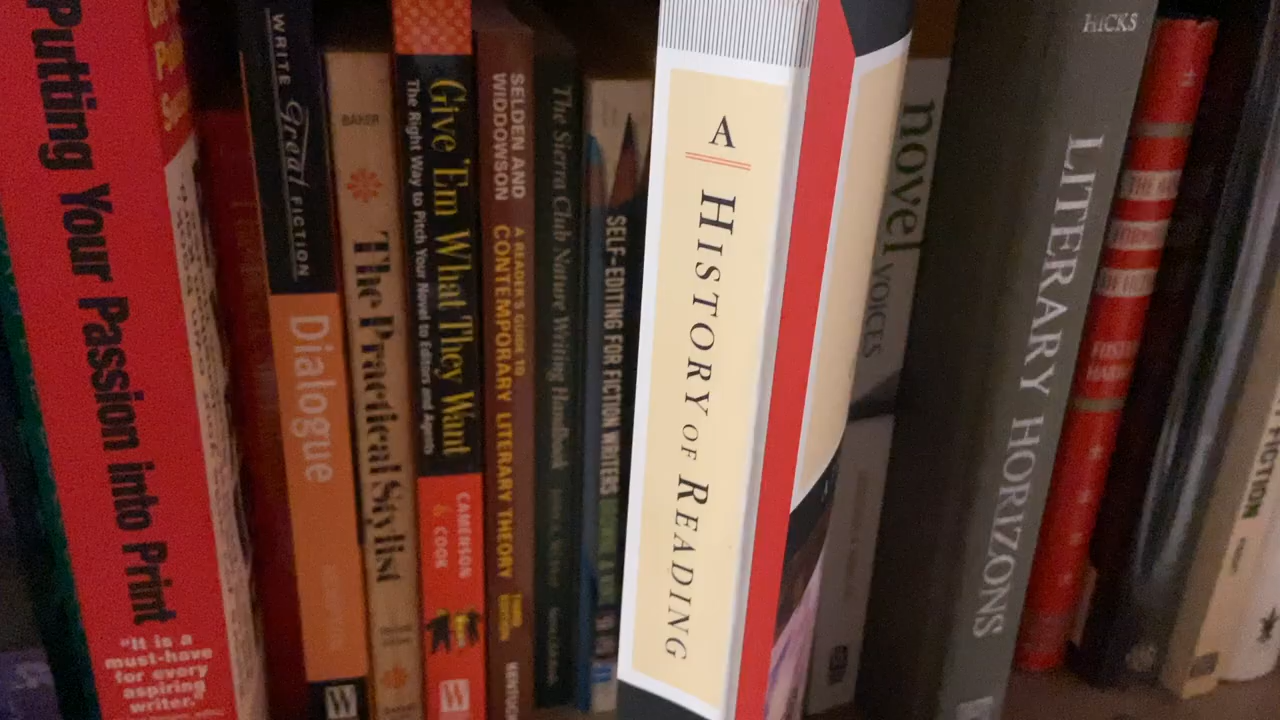 Putting Your Passion into Print
"It is a
must-have
for every
aspiring
writer."
WRITE Great FICTION
Dialogue
BAKER
The Practical Stylist
Give 'Em What They Want
The Right Way to Pitch Your Novel to Editors and Agents
CAMENSON
& COOK
SELDEN AND
WIDDOWSON
A READER'S GUIDE TO
CONTEMPORARY LITERARY THEORY
THIRD
EDITION
The Sierra Club Nature Writing Handbook
SELF-EDITING FOR FICTION WRITERS
A
HISTORY OF READING
novel VOICES
HICKS
LITERARY HORIZONS
FICTION